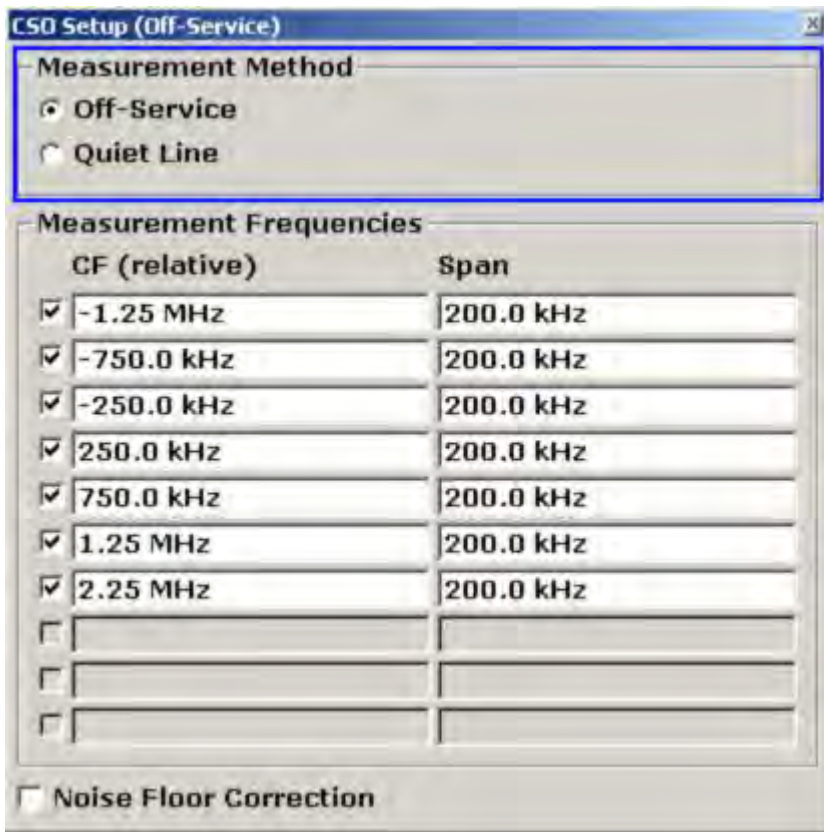 CSO Setup (Off-Service)
Measurement Method
Off-Service
Quiet Line
Measurement Frequencies
CF (relative) Span
-1.25 MHz 200.0 kHz
-750.0 kHz 200.0 kHz
-250.0 kHz 200.0 kHz
250.0 kHz 200.0 kHz
750.0 kHz 200.0 kHz
1.25 MHz 200.0 kHz
2.25 MHz 200.0 kHz
Noise Floor Correction